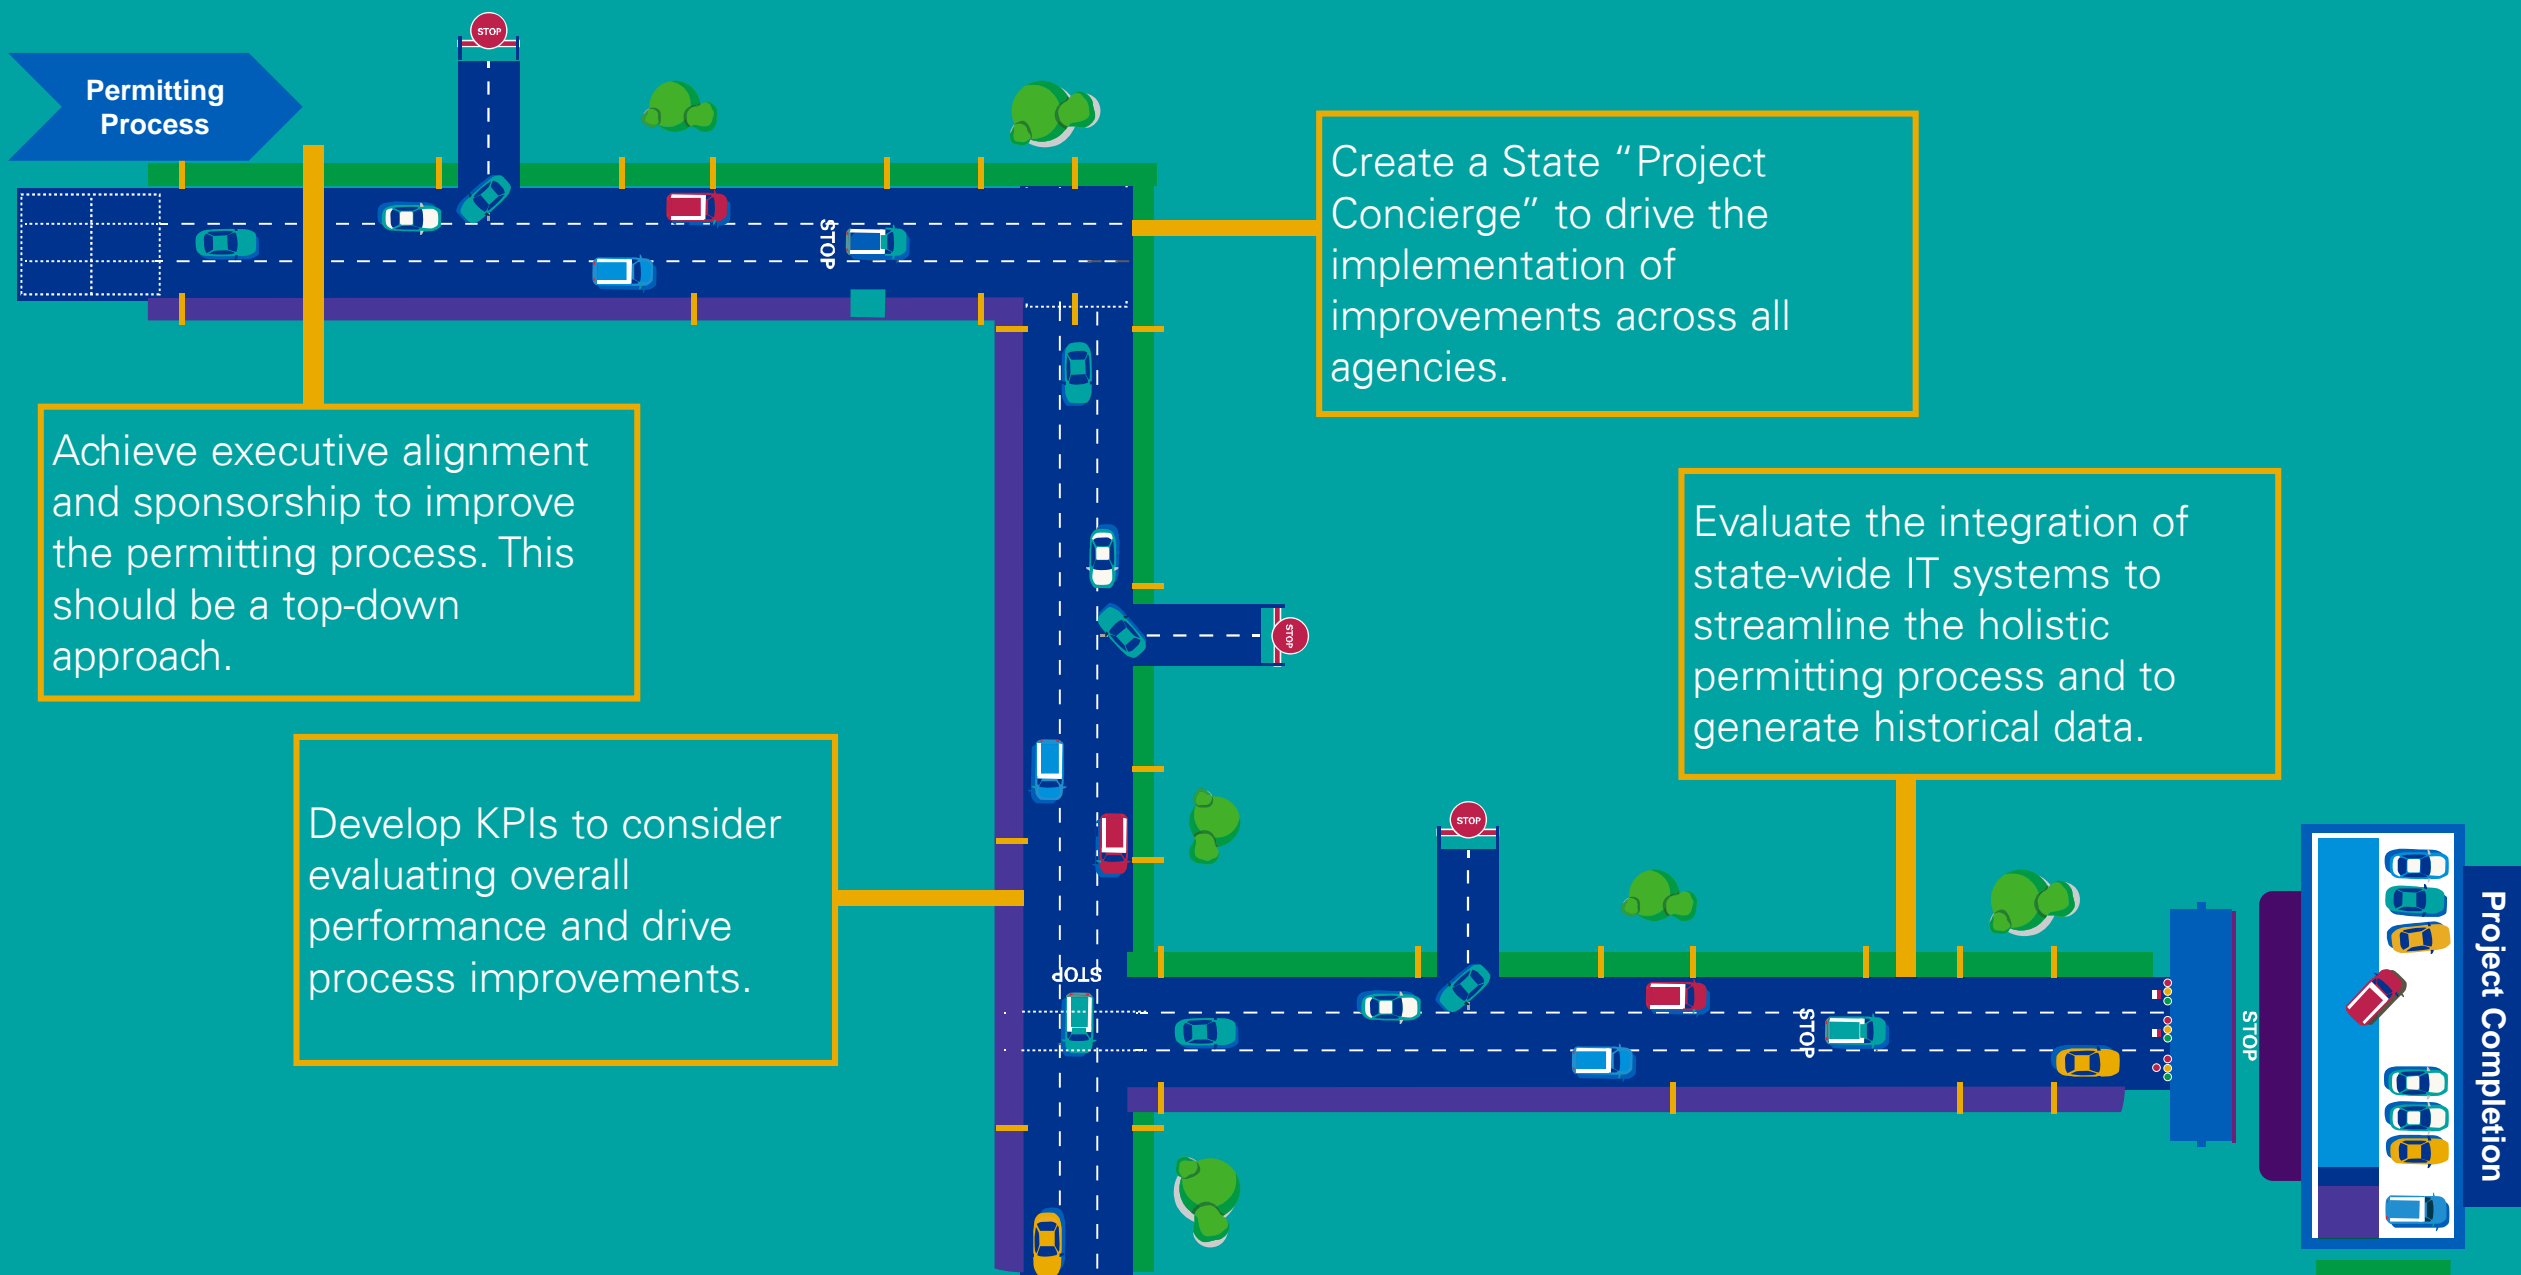 STOP
Permitting
Process
STOP
Create a State “Project
Concierge” to drive the
implementation of
improvements across all
agencies.
Achieve executive alignment
and sponsorship to improve
the permitting process. This
should be a top-down
approach.
Evaluate the integration of
state-wide IT systems to
streamline the holistic
permitting process and to
generate historical data.
STOP
Develop KPIs to consider
evaluating overall
performance and drive
process improvements.
STOP
STOP
STOP
STOP
Project Completion